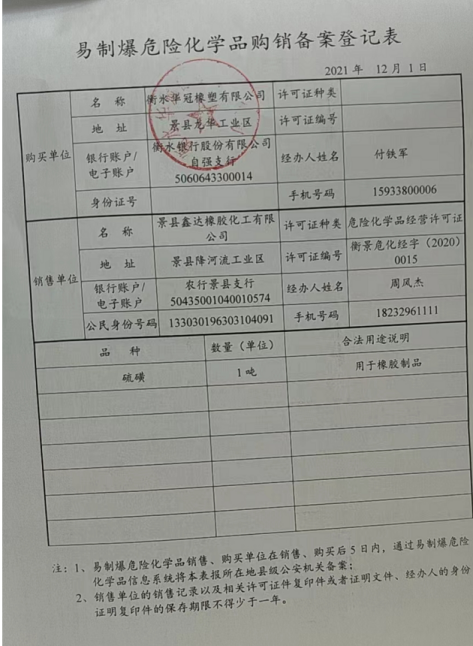 易制爆危险化学品购销备案登记表
2021 年 12 月 1 日
购买单位
名 称 衡水华冠橡塑有限公司 许可证种类
地 址 景县龙华工业区 许可证编号
银行账户/
电子账户
衡水银行股份有限公司
自强支行
5060643300014
经办人姓名 付铁军
身份证号 手机号码 15933800006
销售单位
名 称 景县鑫达橡胶化工有限
公司
许可证种类 危险化学品经营许可证
地 址 景县降河流工业区 许可证编号 衡景危化经字（2020）
0015
银行账户/
电子账户
农行景县支行
50435001040010574
经办人姓名 周风杰
公民身份号码 133030196303104091 手机号码 18232961111
品 种 数量（单位） 合法用途说明
硫磺 1 吨 用于橡胶制品
注：1、易制爆危险化学品销售、购买单位在销售、购买后 5 日内，通过易制爆危险
化学品信息系统将本表报所在地县级公安机关备案；
2、销售单位的销售记录以及相关许可证件复印件或者证明文件、经办人的身份
证明复印件的保存期限不得少于一年。